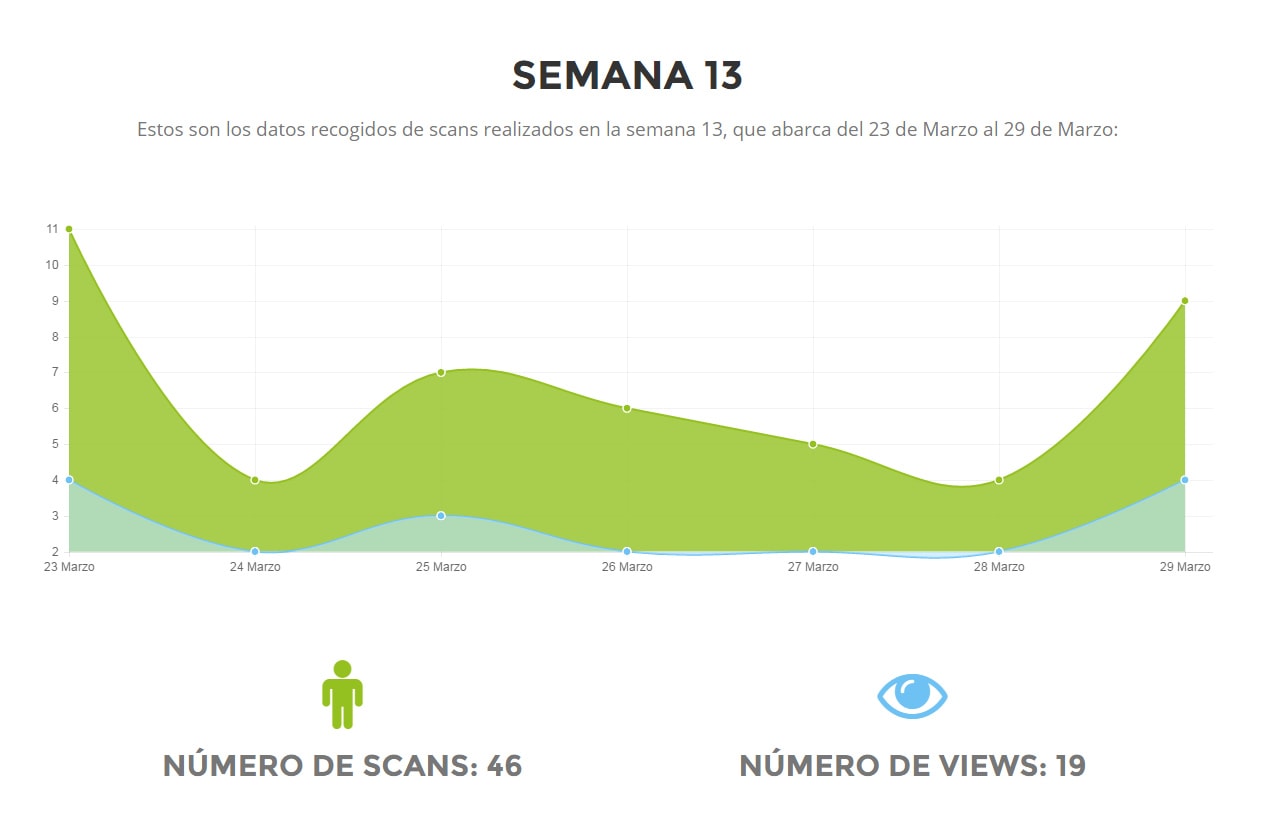 SEMANA 13
Estos son los datos recogidos de scans realizados en la semana 13, que abarca del 23 de Marzo al 29 de Marzo:
11
10
9
8
7
6
5
4
3
2
23 Marzo 24 Marzo 25 Marzo 26 Marzo 27 Marzo 28 Marzo 29 Marzo
NÚMERO DE SCANS: 46 NÚMERO DE VIEWS: 19